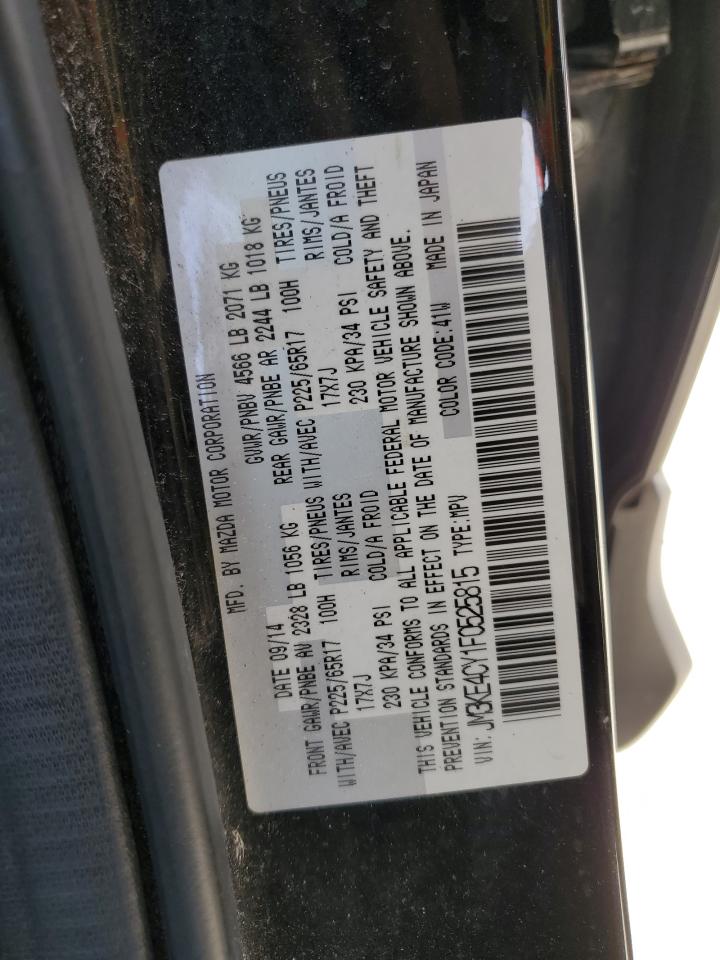 MFD. BY MAZDA MOTOR CORPORATION
DATE 09/14 GVWR/PNBV 4566 LB 2071 KG
FRONT GAWR/PNBE AV 2328 LB 1056 KG REAR GAWR/PNBE AR 2244 LB 1018 KG
WITH/AVEC P225/65R17 100H TIRES/PNEUS WITH/AVEC P225/65R17 100H TIRES/PNEUS
17X7J RIMS/JANTES 17X7J RIMS/JANTES
230 KPA/34 PSI COLD/A FROID 230 KPA/34 PSI COLD/A FROID
THIS VEHICLE CONFORMS TO ALL APPLICABLE FEDERAL MOTOR VEHICLE SAFETY AND THEFT
PREVENTION STANDARDS IN EFFECT ON THE DATE OF MANUFACTURE SHOWN ABOVE.
VIN: JM3KE4CY1F0525815 TYPE:MPV COLOR CODE:41W MADE IN JAPAN